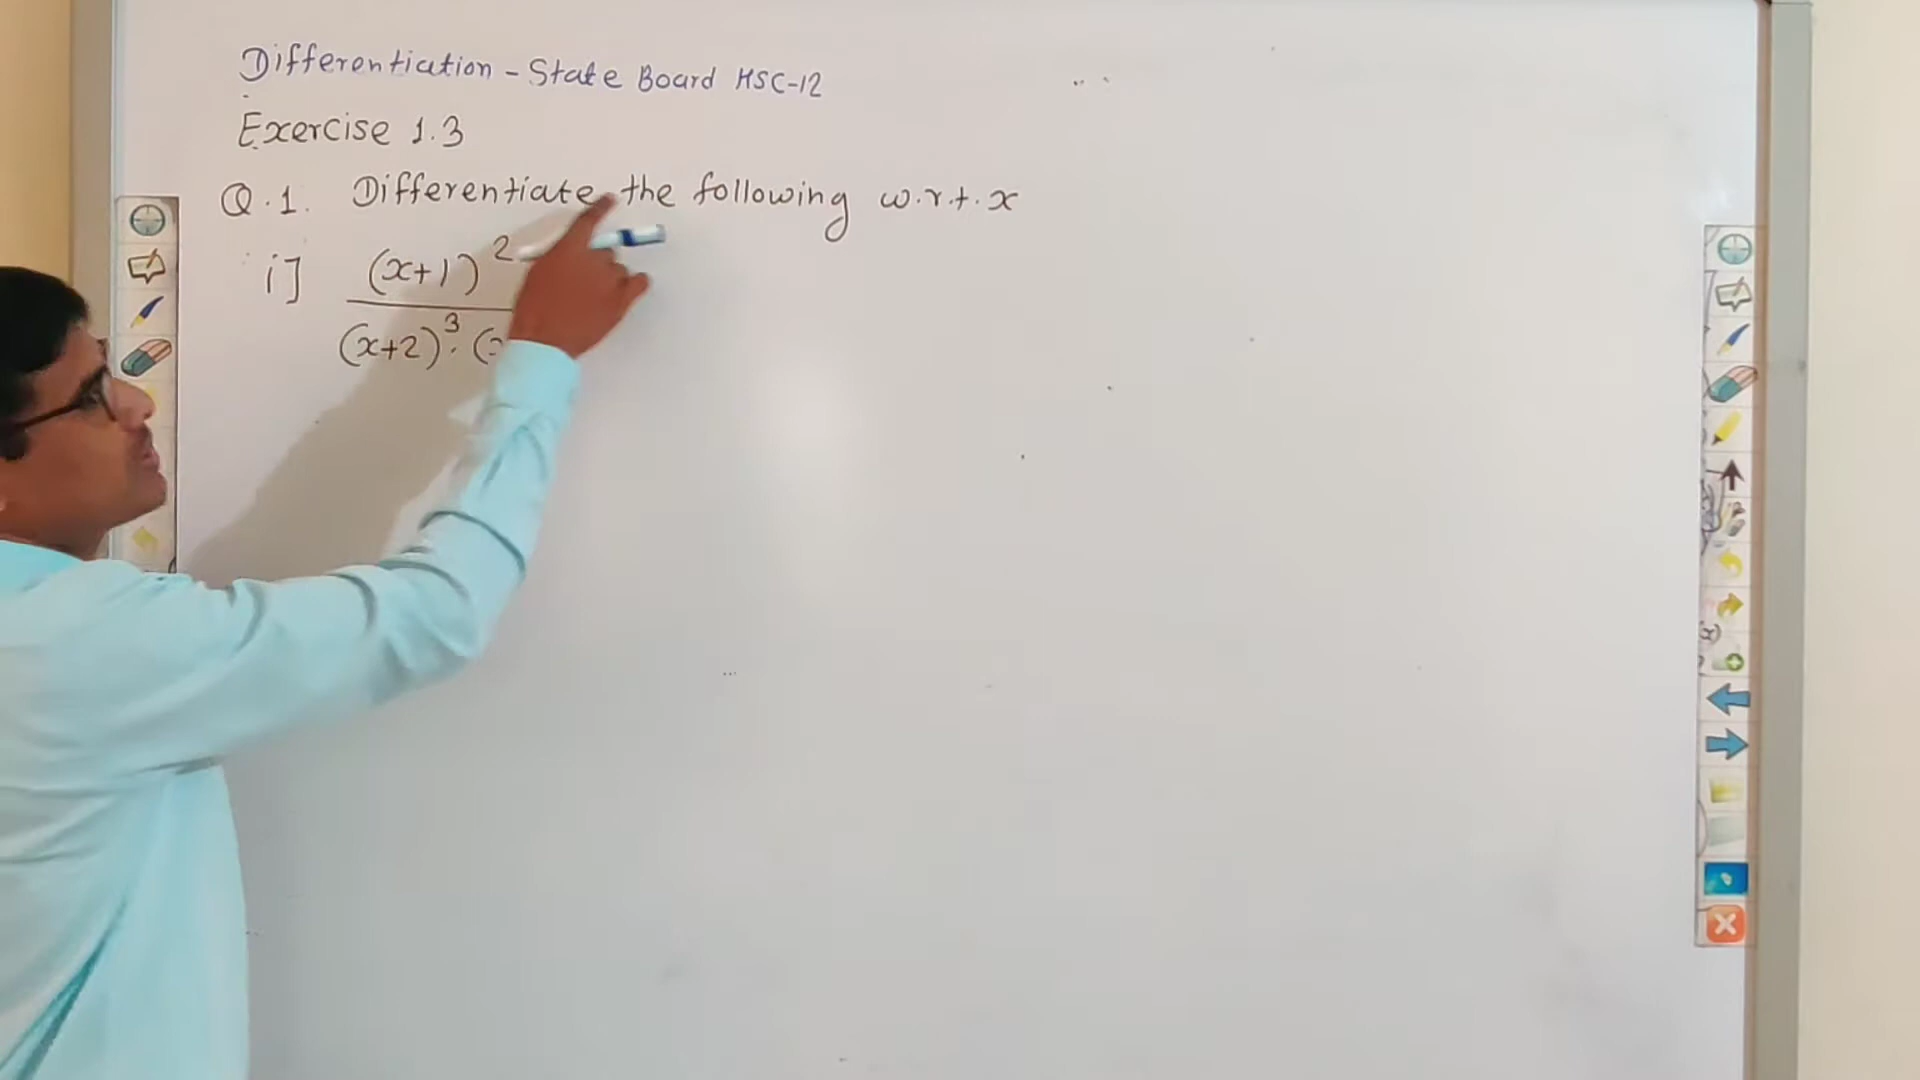 Differentiation - State Board HSC-12
Exercise 1.3
Q.1. Differentiate the following w.r.t. x
i] (x+1)²
(x+2)³ . (